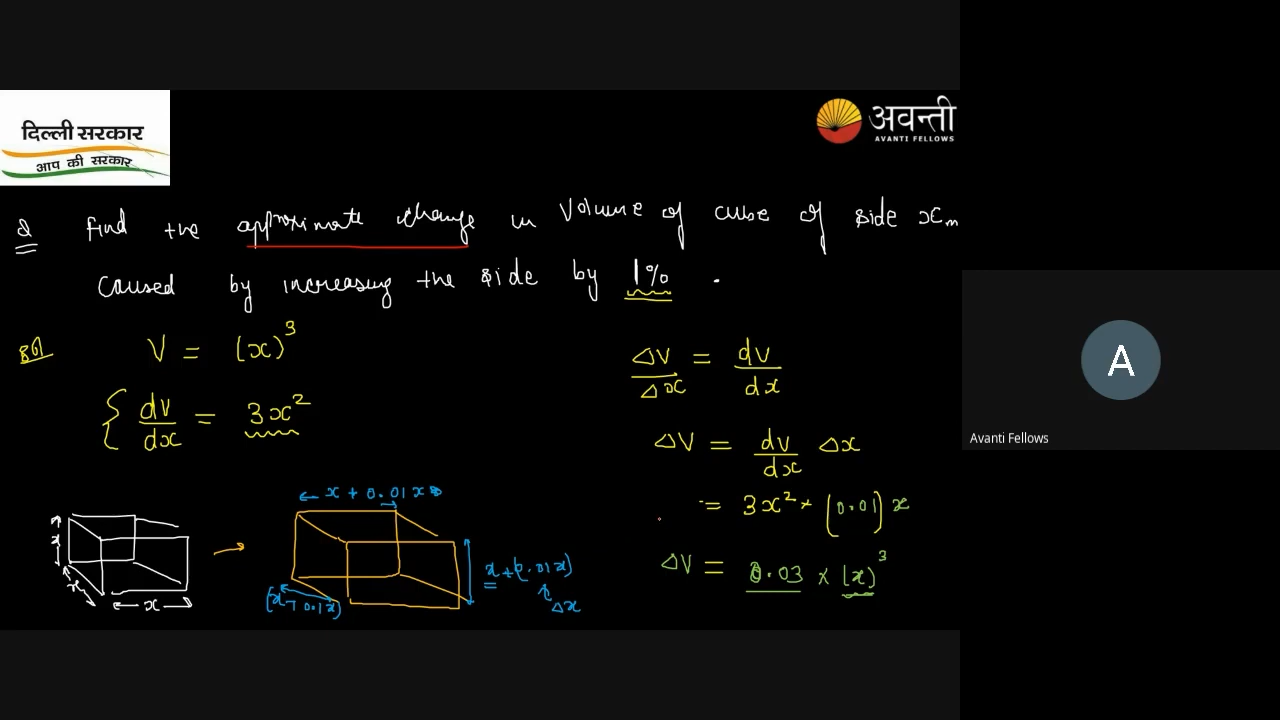 दिल्ली सरकार
आप की सरकार
अवन्ती
AVANTI FELLOWS
Find the approximate change in Volume of cube of side x m
caused by increasing the side by 1% .
Sol
V = (x)³
dv/dx = 3x²
ΔV/Δx = dv/dx
ΔV = dv/dx Δx
= 3x² × (0.01) x
ΔV = 0.03 × (x)³
x
x
x
x + 0.01x
x + (0.01x)
Δx
(x + 0.1x)
A
Avanti Fellows